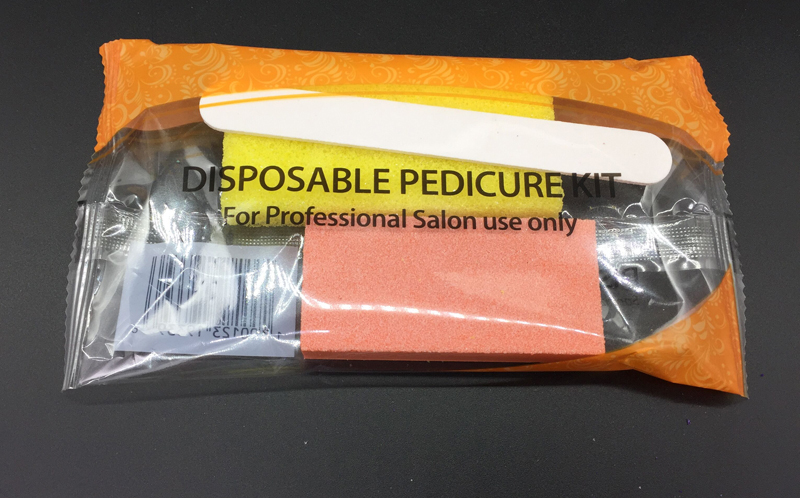 DISPOSABLE PEDICURE KIT
For Professional Salon use only